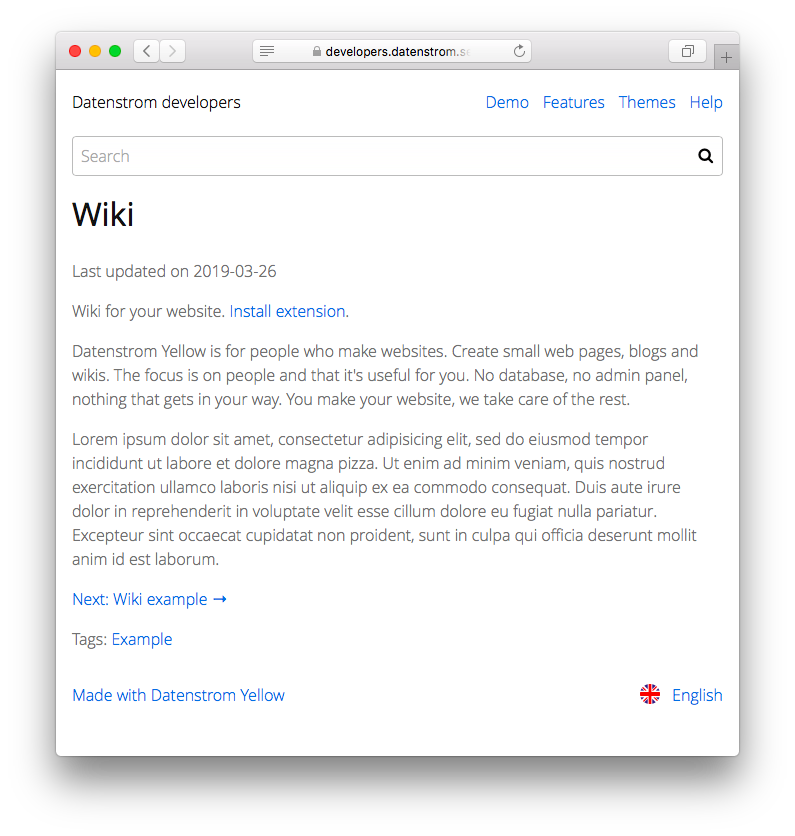 developers.datenstrom.s
Datenstrom developers
Demo Features Themes Help
Search
Wiki
Last updated on 2019-03-26
Wiki for your website. Install extension.
Datenstrom Yellow is for people who make websites. Create small web pages, blogs and
wikis. The focus is on people and that it's useful for you. No database, no admin panel,
nothing that gets in your way. You make your website, we take care of the rest.
Lorem ipsum dolor sit amet, consectetur adipisicing elit, sed do eiusmod tempor
incididunt ut labore et dolore magna pizza. Ut enim ad minim veniam, quis nostrud
exercitation ullamco laboris nisi ut aliquip ex ea commodo consequat. Duis aute irure
dolor in reprehenderit in voluptate velit esse cillum dolore eu fugiat nulla pariatur.
Excepteur sint occaecat cupidatat non proident, sunt in culpa qui officia deserunt mollit
anim id est laborum.
Next: Wiki example →
Tags: Example
Made with Datenstrom Yellow
English